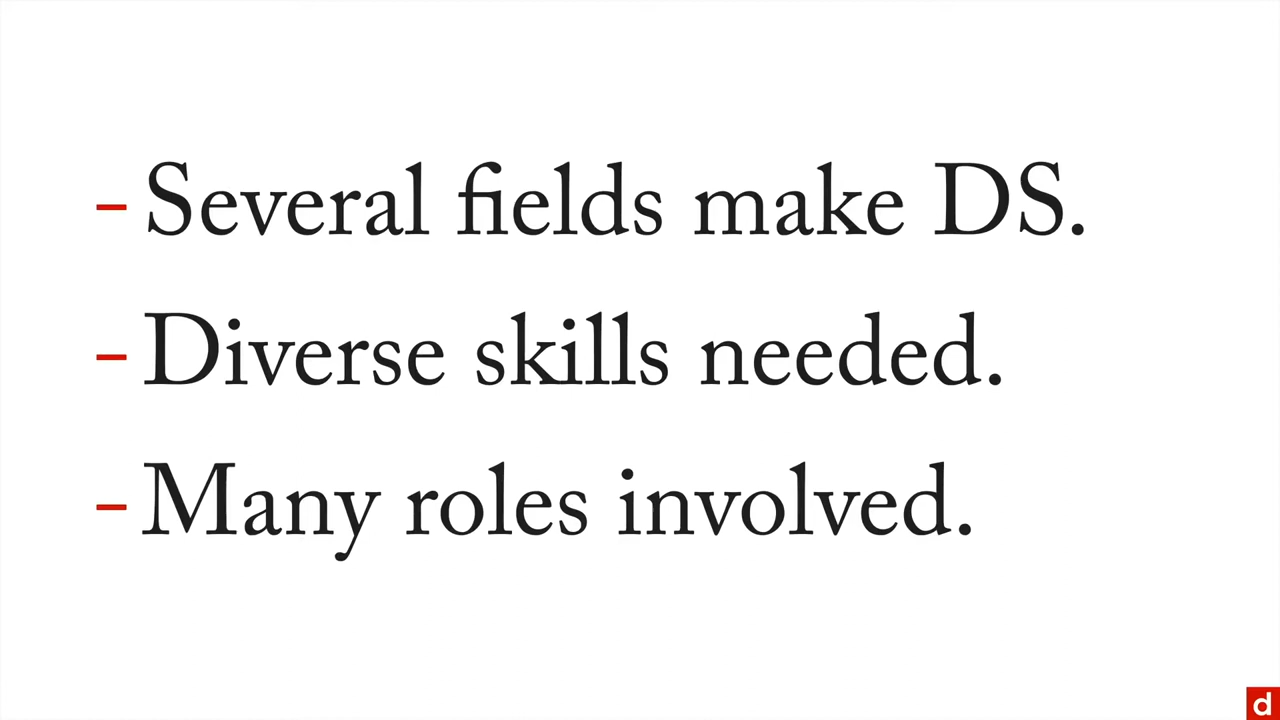 – Several fields make DS.
– Diverse skills needed.
– Many roles involved.
d